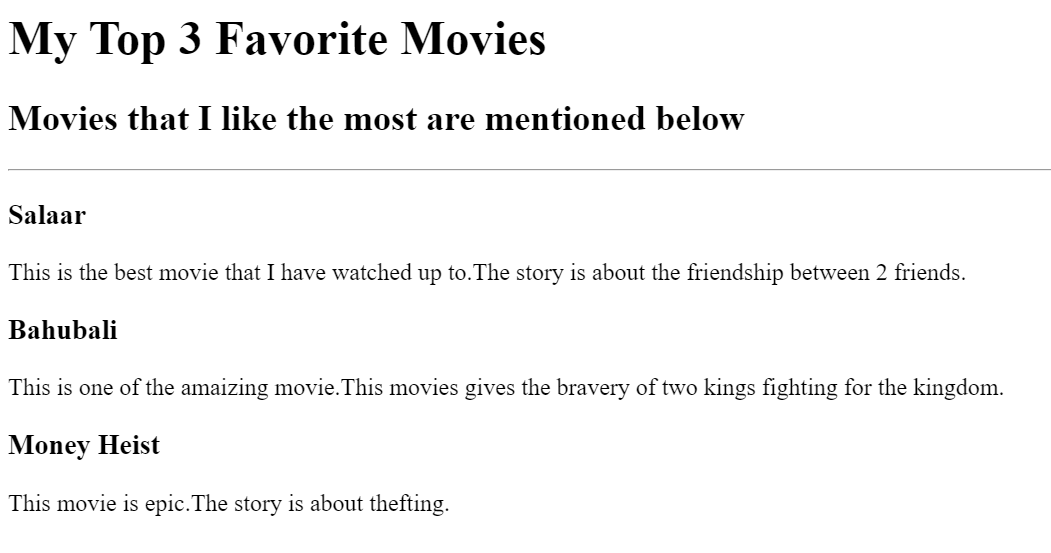 My Top 3 Favorite Movies
Movies that I like the most are mentioned below
Salaar
This is the best movie that I have watched up to.The story is about the friendship between 2 friends.
Bahubali
This is one of the amaizing movie.This movies gives the bravery of two kings fighting for the kingdom.
Money Heist
This movie is epic.The story is about thefting.